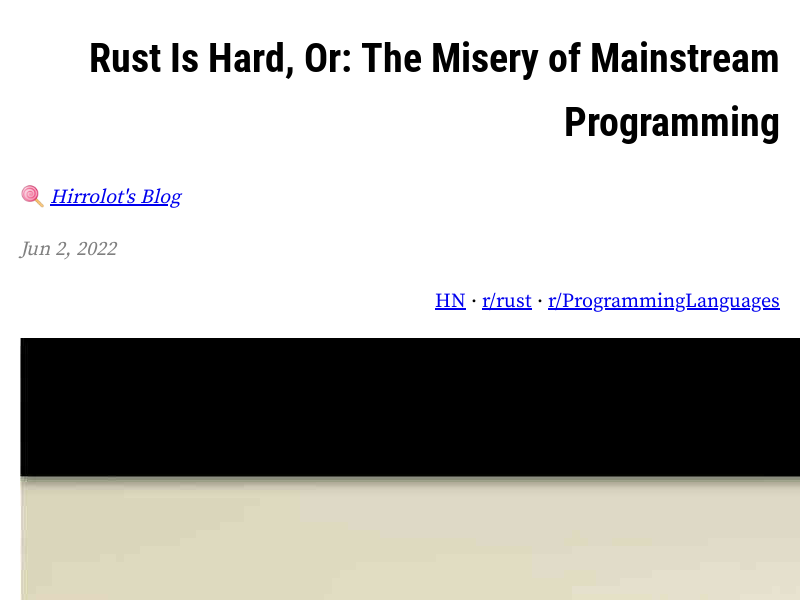 Rust Is Hard, Or: The Misery of Mainstream
Programming
Hirrolot's Blog
Jun 2, 2022
HN · r/rust · r/ProgrammingLanguages